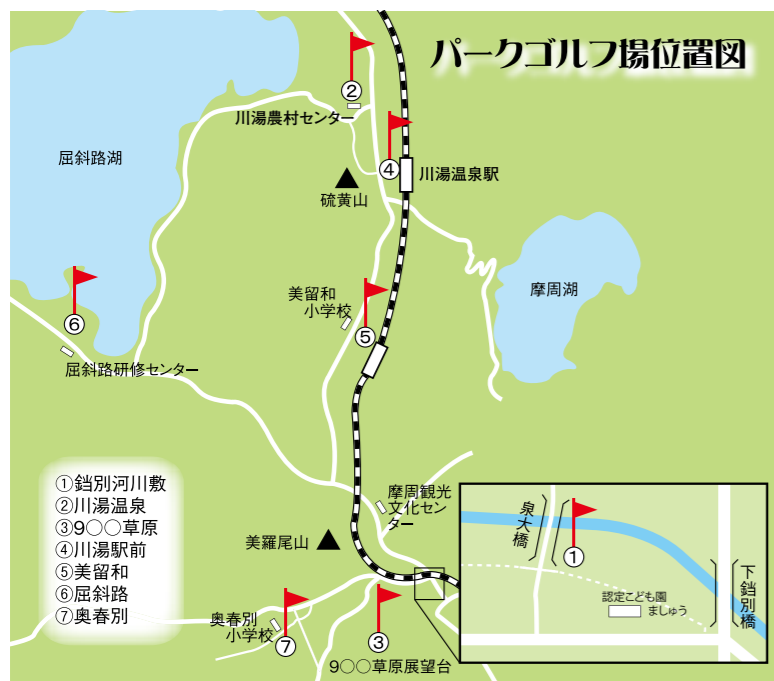 パークゴルフ場位置図
②
川湯農村センター
屈斜路湖
④
川湯温泉駅
硫黄山
摩周湖
美留和
小学校
⑤
⑥
屈斜路研修センター
①鐺別河川敷
②川湯温泉
③9〇〇草原
④川湯駅前
⑤美留和
⑥屈斜路
⑦奥春別
摩周観光
文化セン
ター
美羅尾山
奥春別
小学校
⑦
③
9〇〇草原展望台
泉大橋
①
認定こども園
ましゅう
下鐺別橋